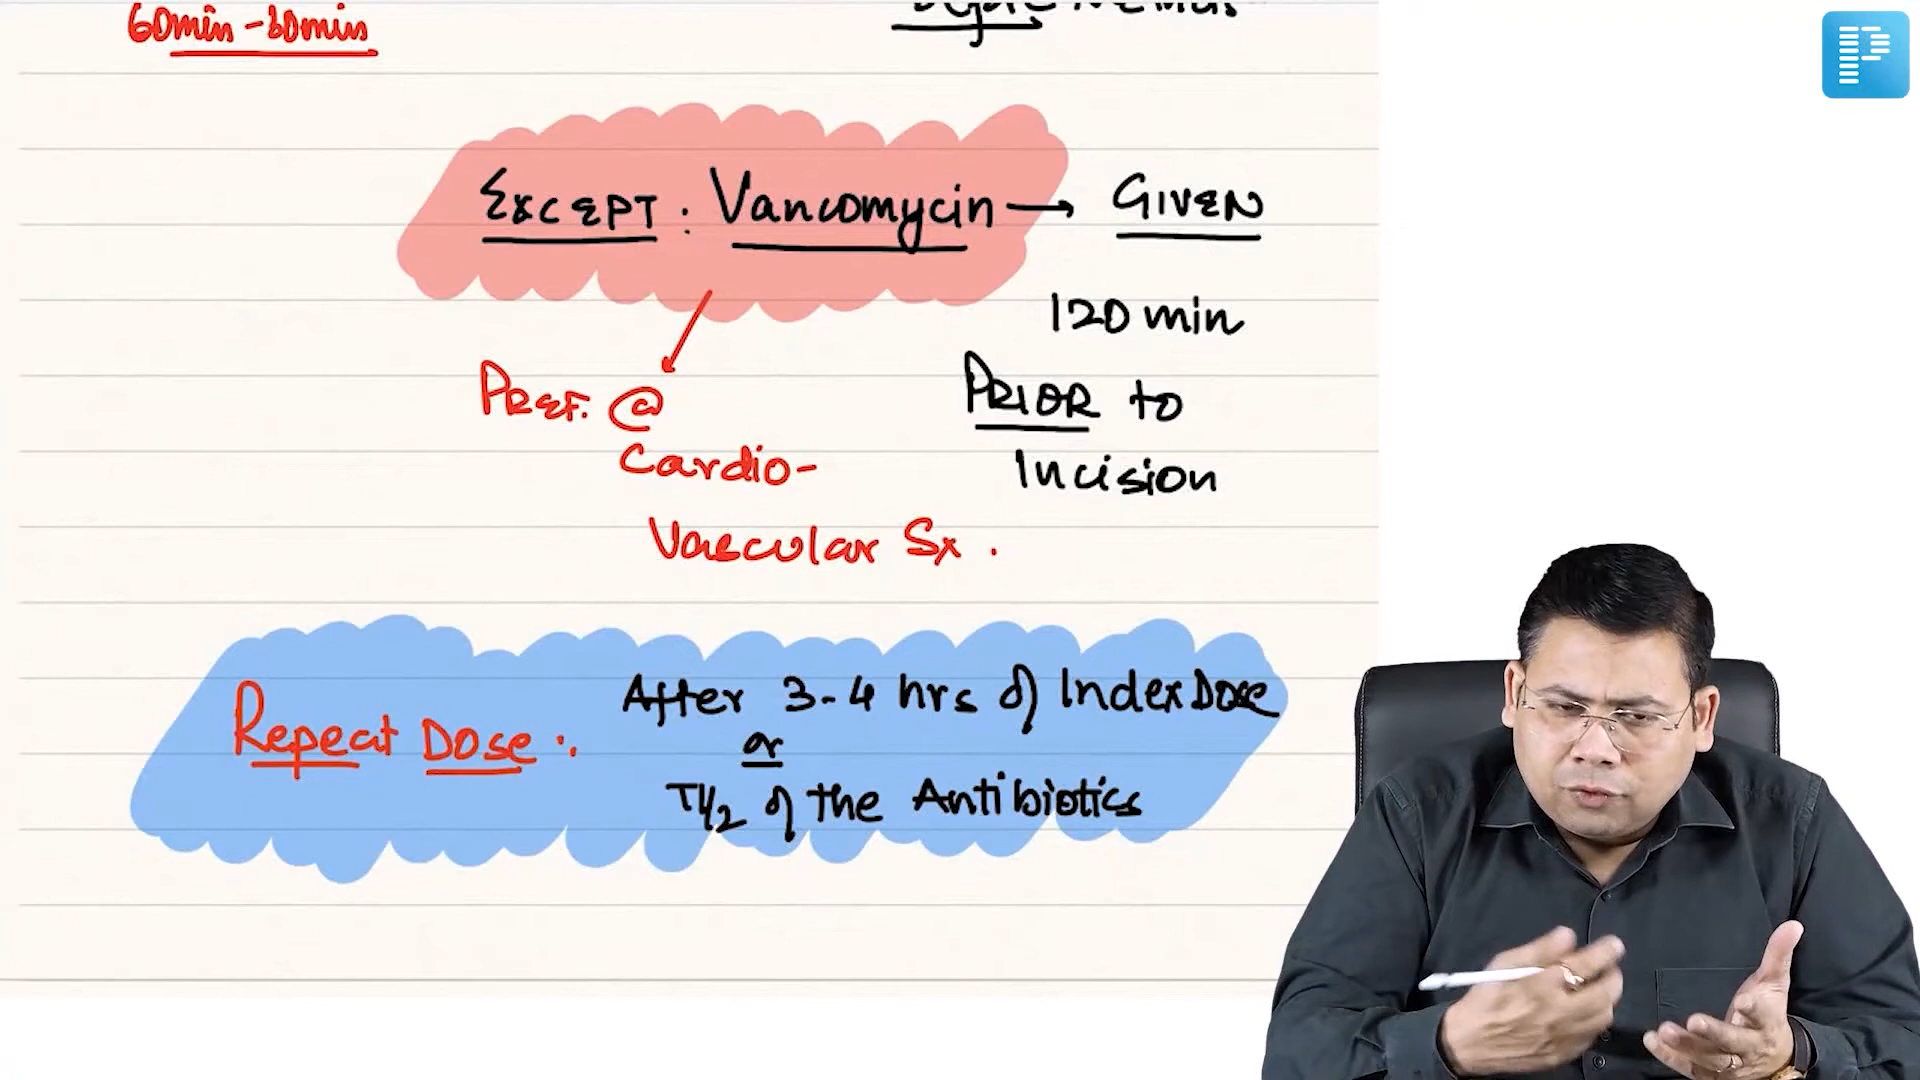 60min-30min
EXCEPT: Vancomycin → GIVEN
120 min
PRIOR to
Incision
PREF. @
Cardio-
Vascular Sx.
Repeat Dose:.
After 3-4 hrs of Index Dose
or
T1/2 of the Antibiotics
P